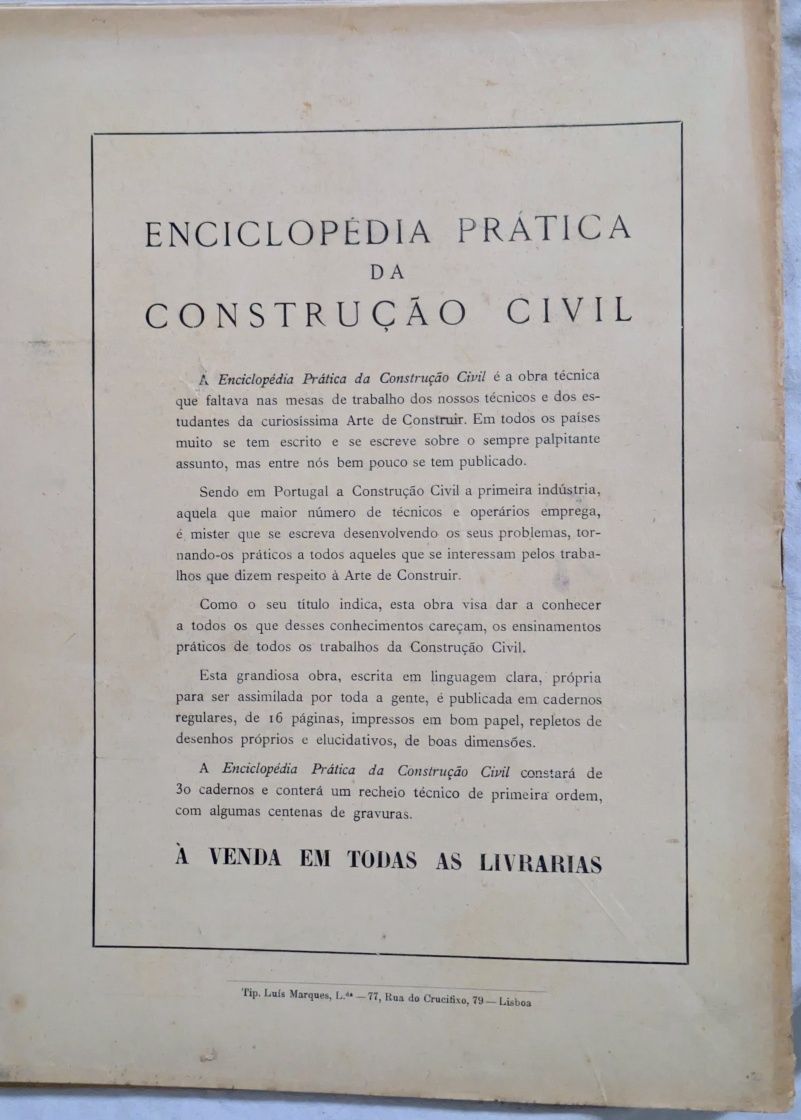 ENCICLOPÉDIA PRÁTICA
DA
CONSTRUÇÃO CIVIL
A Enciclopédia Prática da Construção Civil é a obra técnica
que faltava nas mesas de trabalho dos nossos técnicos e dos es-
tudantes da curiosíssima Arte de Construir. Em todos os países
muito se tem escrito e se escreve sobre o sempre palpitante
assunto, mas entre nós bem pouco se tem publicado.
Sendo em Portugal a Construção Civil a primeira indústria,
aquela que maior número de técnicos e operários emprega,
é mister que se escreva desenvolvendo os seus problemas, tor-
nando-os práticos a todos aqueles que se interessam pelos traba-
lhos que dizem respeito à Arte de Construir.
Como o seu título indica, esta obra visa dar a conhecer
a todos os que desses conhecimentos careçam, os ensinamentos
práticos de todos os trabalhos da Construção Civil.
Esta grandiosa obra, escrita em linguagem clara, própria
para ser assimilada por toda a gente, é publicada em cadernos
regulares, de 16 páginas, impressos em bom papel, repletos de
desenhos próprios e elucidativos, de boas dimensões.
A Enciclopédia Prática da Construção Civil constará de
30 cadernos e conterá um recheio técnico de primeira ordem,
com algumas centenas de gravuras.
À VENDA EM TODAS AS LIVRARIAS
Tip. Luís Marques, L.da — 77, Rua do Crucifixo, 79 — Lisboa